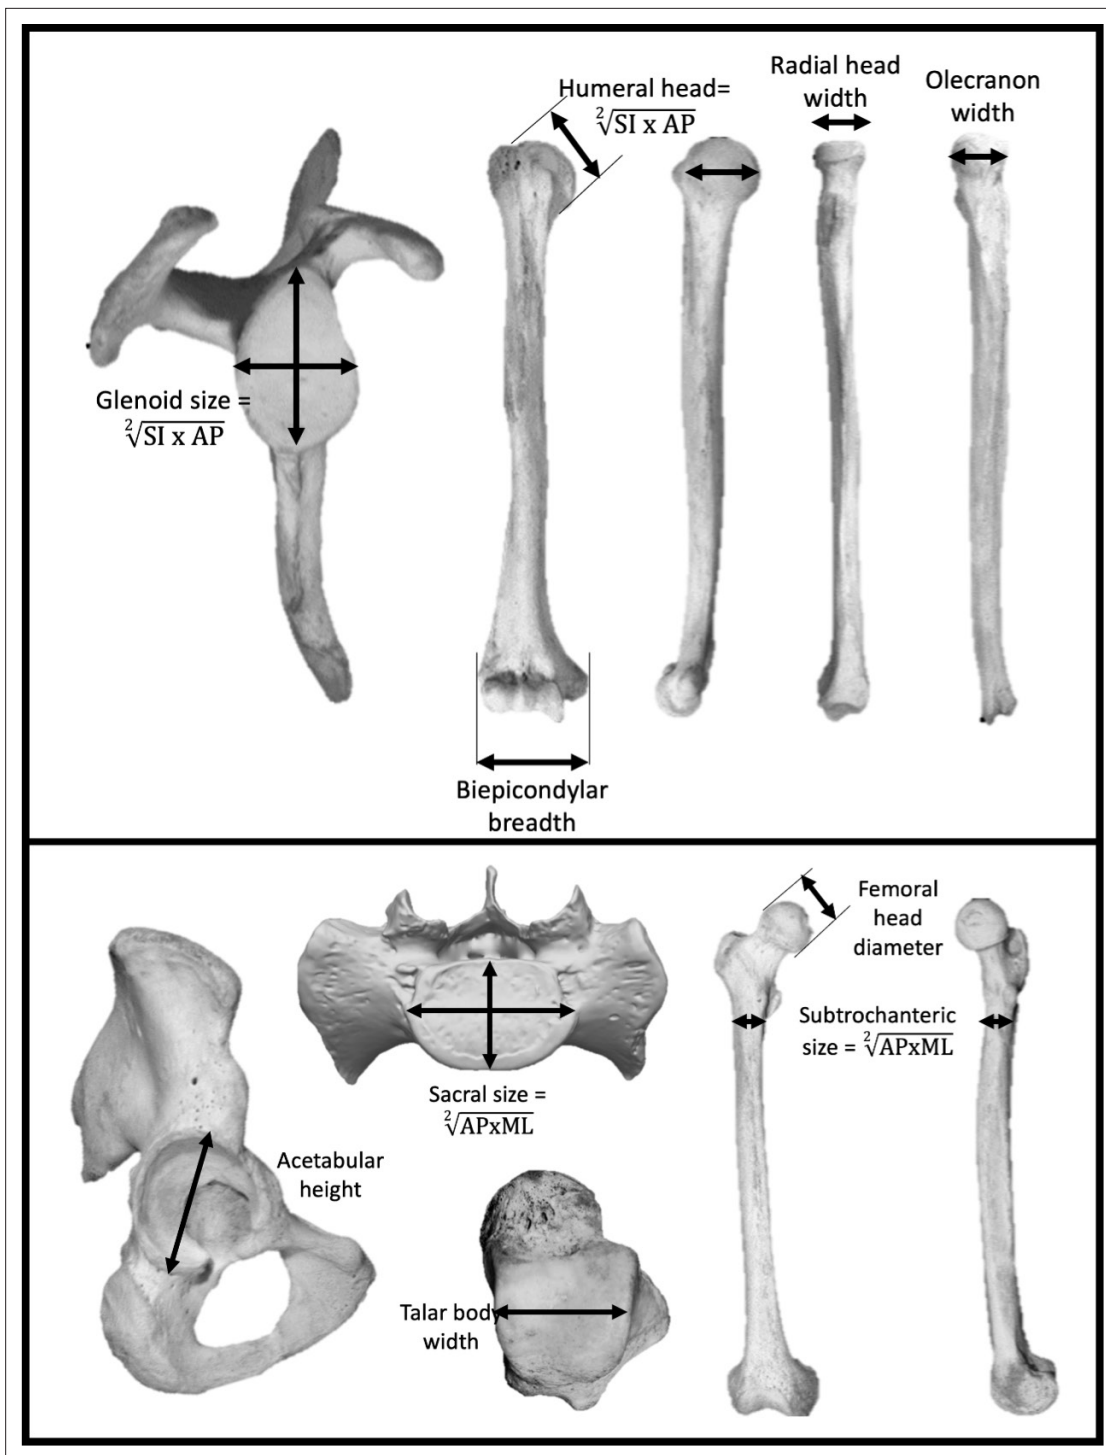 Humeral head=
²√SI x AP
Radial head
width
Olecranon
width
Glenoid size =
²√SI x AP
Biepicondylar
breadth
Femoral
head
diameter
Subtrochanteric
size = ²√APxML
Sacral size =
²√APxML
Acetabular
height
Talar body
width